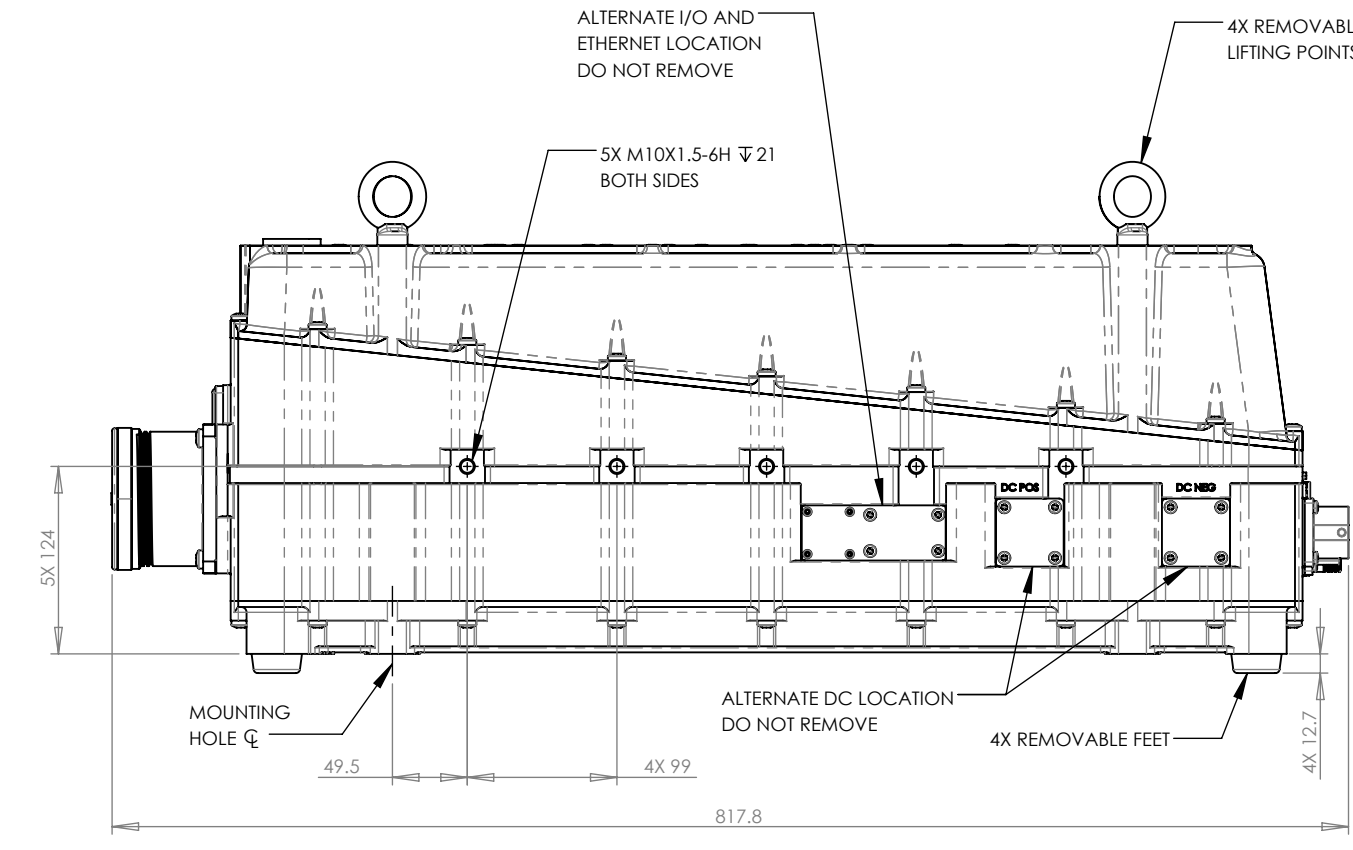 ALTERNATE I/O AND
ETHERNET LOCATION
DO NOT REMOVE
4X REMOVABL
LIFTING POINTS
5X M10X1.5-6H ↧ 21
BOTH SIDES
DC POS
DC NEG
5X 124
MOUNTING
HOLE ℄
ALTERNATE DC LOCATION
DO NOT REMOVE
4X REMOVABLE FEET
4X 12.7
49.5
4X 99
817.8